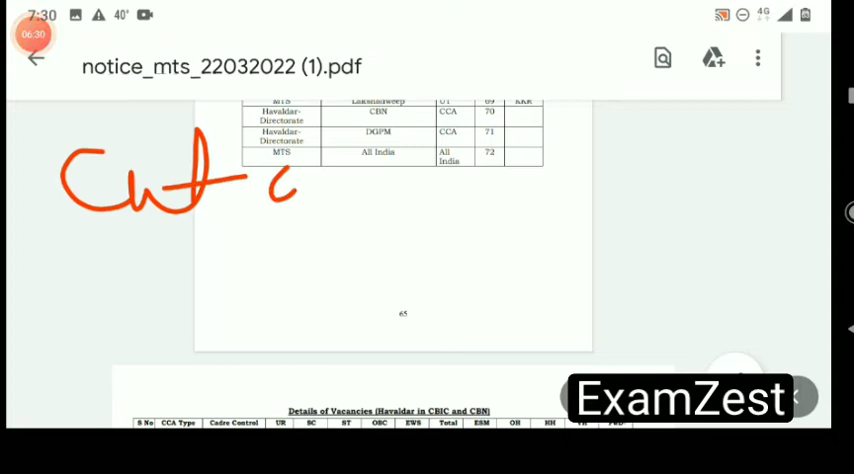 7:30 40° 4G
06:30
notice_mts_22032022 (1).pdf
MTS Lakshadweep UT 69 KKR
Havaldar- CBN CCA 70
Directorate
Havaldar- DGPM CCA 71
Directorate
MTS All India All 72
India
Cut c
65
ExamZest
Details of Vacancies (Havaldar in CBIC and CBN)
S No CCA Type Cadre Control UR SC ST OBC EWS Total ESM OH HH VH PwD-